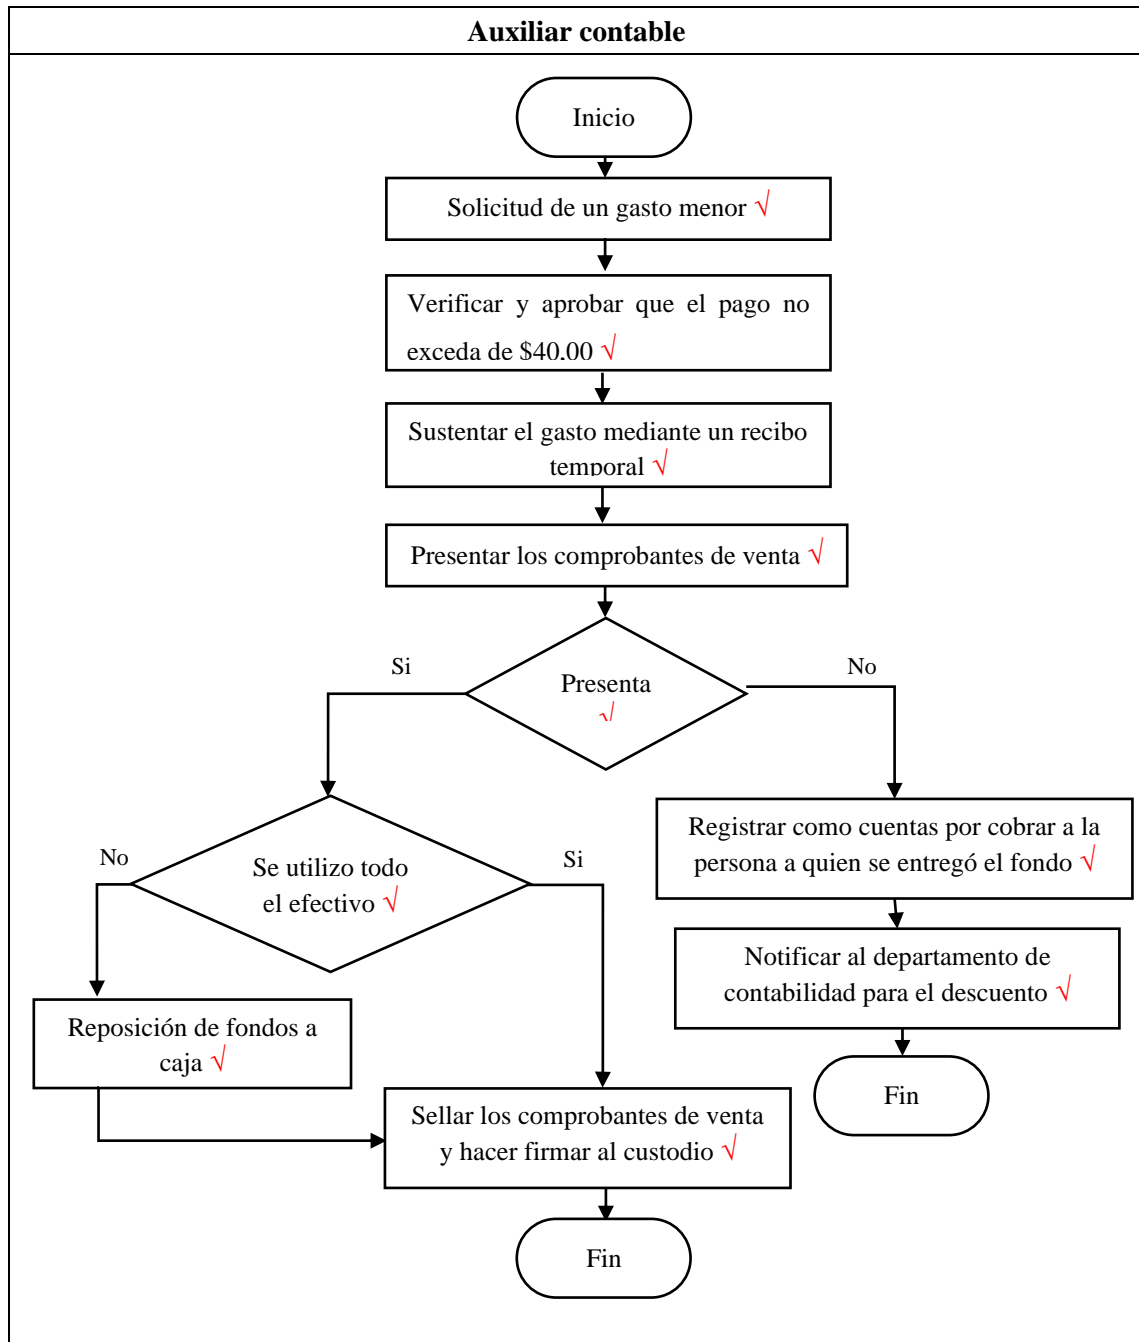 Auxiliar contable
Inicio
Solicitud de un gasto menor √
Verificar y aprobar que el pago no
exceda de $40.00 √
Sustentar el gasto mediante un recibo
temporal √
Presentar los comprobantes de venta √
Si
No
Presenta
√
No
Se utilizo todo
el efectivo √
Si
Registrar como cuentas por cobrar a la
persona a quien se entregó el fondo √
Notificar al departamento de
contabilidad para el descuento √
Reposición de fondos a
caja √
Fin
Sellar los comprobantes de venta
y hacer firmar al custodio √
Fin